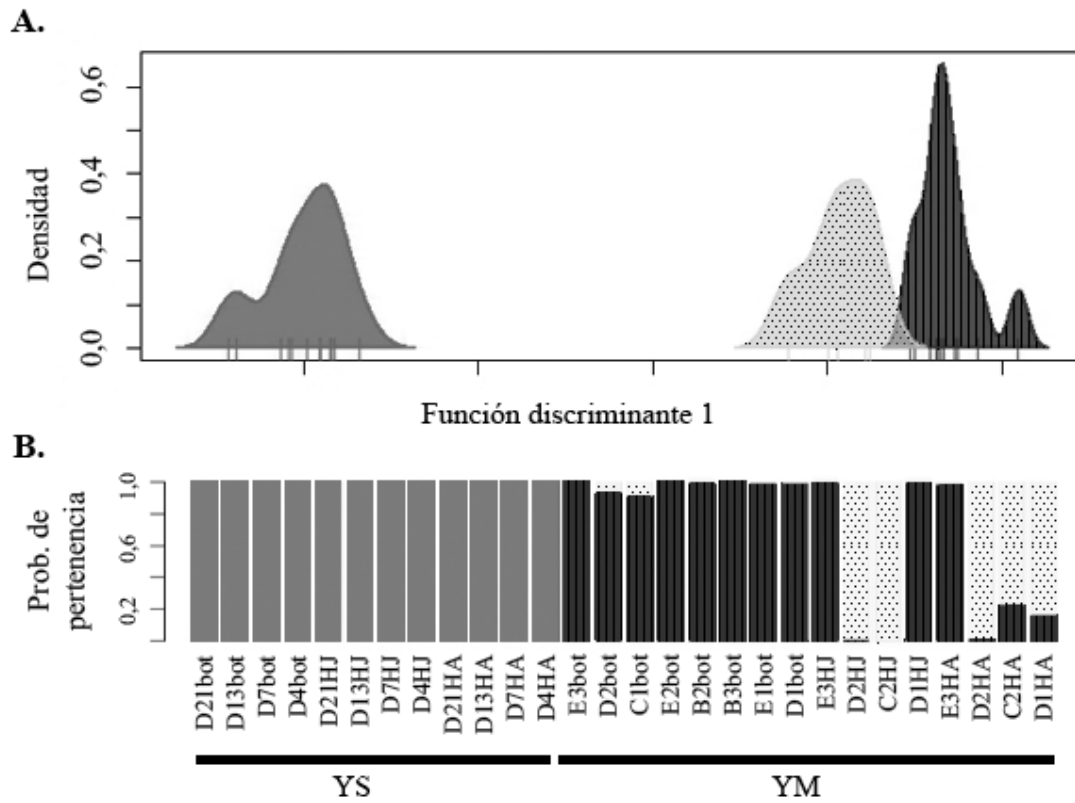 A.
Densidad
0,6
0,4
0,2
0,0
Función discriminante 1
B.
Prob. de
pertenencia
1,0
0,6
0,2
D21bot
D13bot
D7bot
D4bot
D21HJ
D13HJ
D7HJ
D4HJ
D21HA
D13HA
D7HA
D4HA
E3bot
D2bot
C1bot
E2bot
B2bot
B3bot
E1bot
D1bot
E3HJ
D2HJ
C2HJ
D1HJ
E3HA
D2HA
C2HA
D1HA
YS
YM